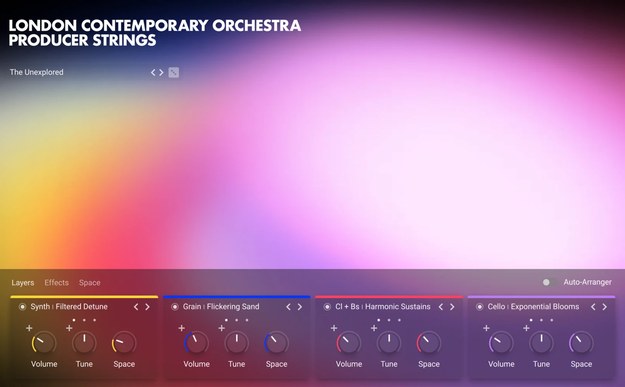 LONDON CONTEMPORARY ORCHESTRA
PRODUCER STRINGS
The Unexplored
Layers Effects Space
Auto-Arranger
Synth | Filtered Detune
Volume Tune Space
Grain | Flickering Sand
Volume Tune Space
Cl + Bs | Harmonic Sustains
Volume Tune Space
Cello | Exponential Blooms
Volume Tune Space